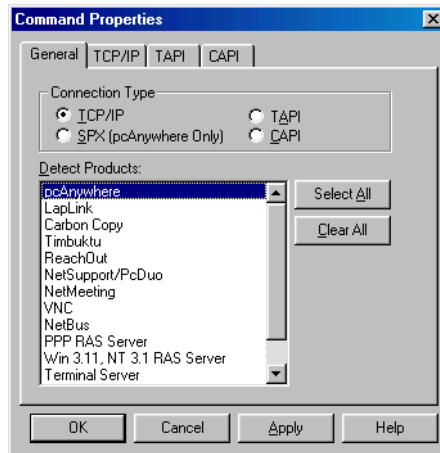 Command Properties
General TCP/IP TAPI CAPI
Connection Type
TCP/IP TAPI
SPX (pcAnywhere Only) CAPI
Detect Products:
pcAnywhere Select All
LapLink
Carbon Copy Clear All
Timbuktu
ReachOut
NetSupport/PcDuo
NetMeeting
VNC
NetBus
PPP RAS Server
Win 3.11, NT 3.1 RAS Server
Terminal Server
OK Cancel Apply Help